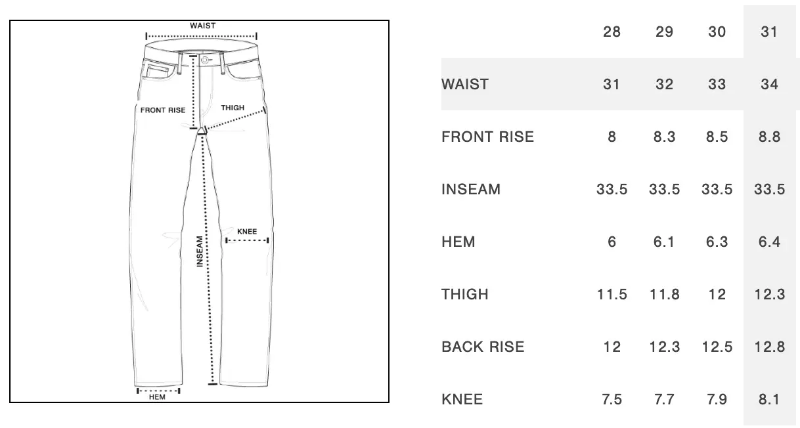 WAIST
FRONT RISE
THIGH
KNEE
INSEAM
HEM
28 29 30 31
WAIST 31 32 33 34
FRONT RISE 8 8.3 8.5 8.8
INSEAM 33.5 33.5 33.5 33.5
HEM 6 6.1 6.3 6.4
THIGH 11.5 11.8 12 12.3
BACK RISE 12 12.3 12.5 12.8
KNEE 7.5 7.7 7.9 8.1